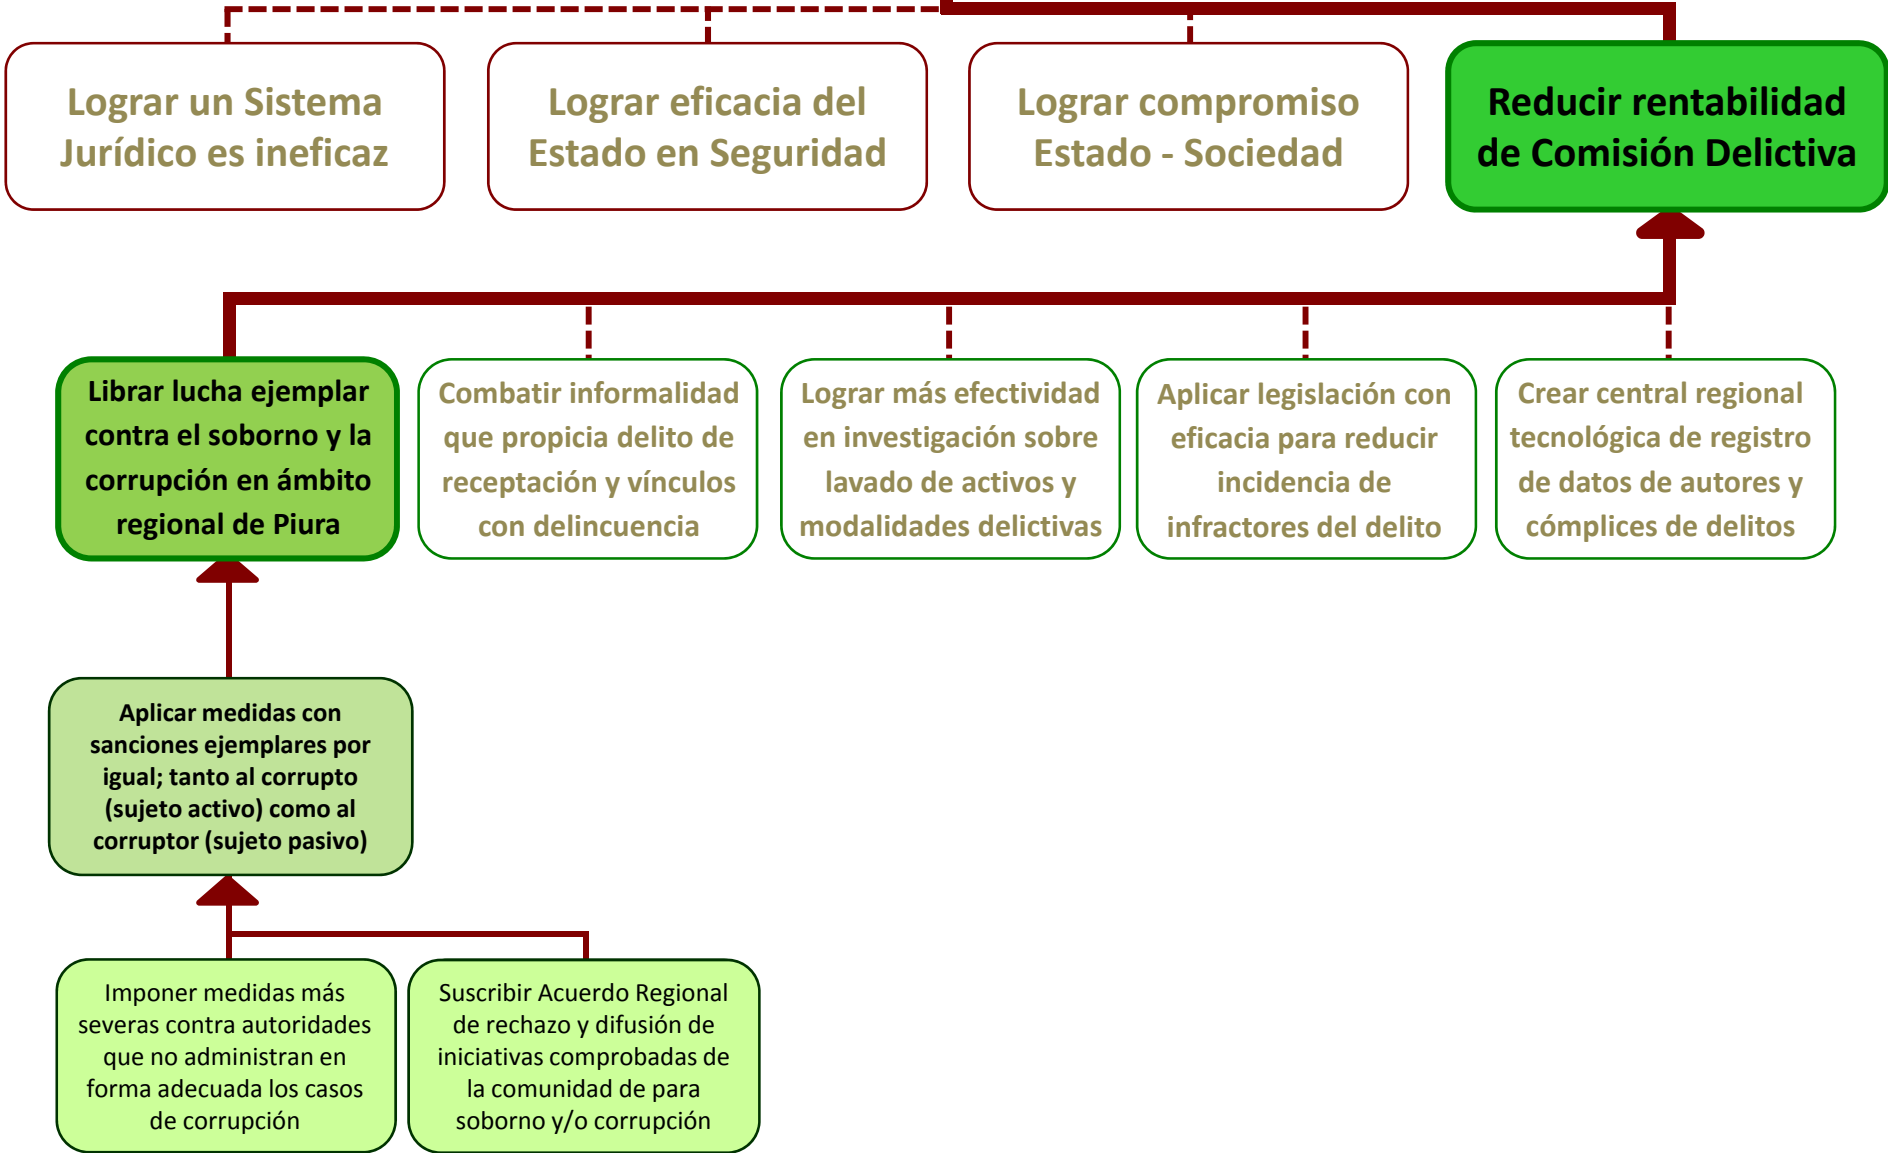 Lograr un Sistema
Jurídico es ineficaz
Lograr eficacia del
Estado en Seguridad
Lograr compromiso
Estado - Sociedad
Reducir rentabilidad
de Comisión Delictiva
Librar lucha ejemplar
contra el soborno y la
corrupción en ámbito
regional de Piura
Combatir informalidad
que propicia delito de
receptación y vínculos
con delincuencia
Lograr más efectividad
en investigación sobre
lavado de activos y
modalidades delictivas
Aplicar legislación con
eficacia para reducir
incidencia de
infractores del delito
Crear central regional
tecnológica de registro
de datos de autores y
cómplices de delitos
Aplicar medidas con
sanciones ejemplares por
igual; tanto al corrupto
(sujeto activo) como al
corruptor (sujeto pasivo)
Imponer medidas más
severas contra autoridades
que no administran en
forma adecuada los casos
de corrupción
Suscribir Acuerdo Regional
de rechazo y difusión de
iniciativas comprobadas de
la comunidad de para
soborno y/o corrupción